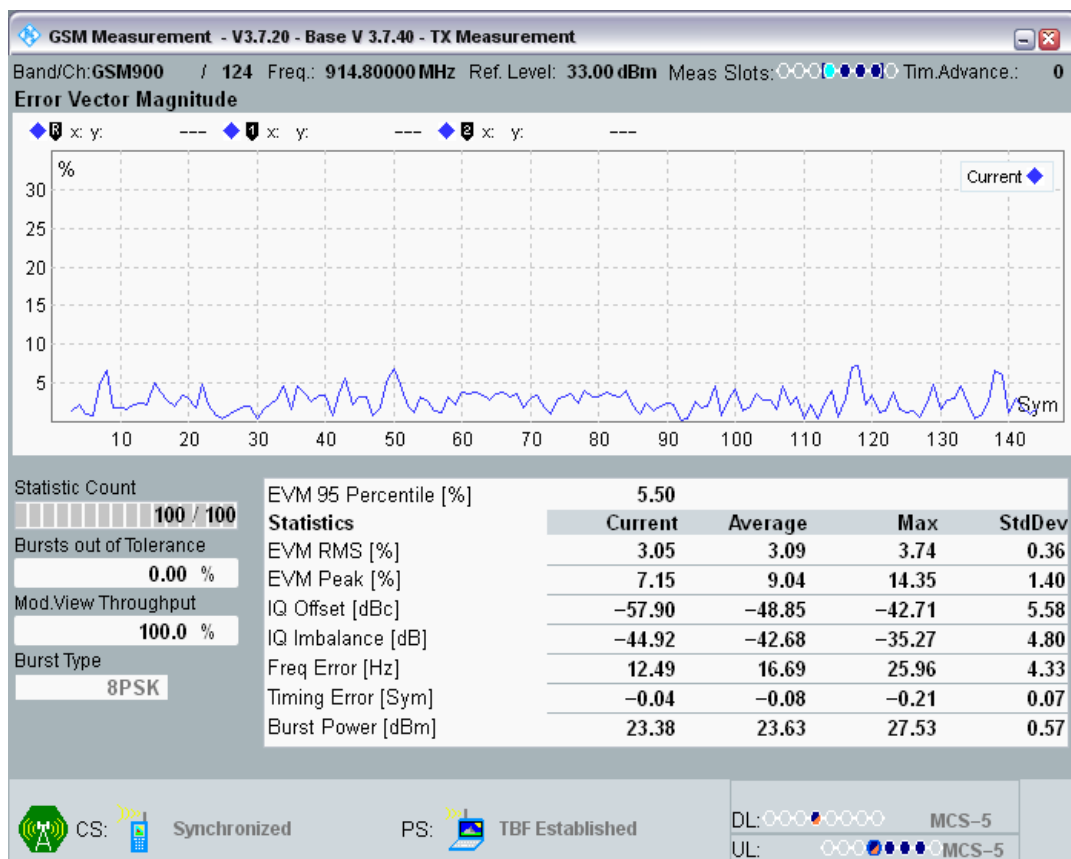 GSM Measurement - V3.7.20 - Base V 3.7.40 - TX Measurement
Band/Ch:GSM900 / 124 Freq.: 914.80000 MHz Ref. Level: 33.00 dBm Meas Slots: Tim.Advance.: 0
Error Vector Magnitude
R x: y: --- 1 x: y: --- 2 x: y: ---
%
Current
30
25
20
15
10
5
Sym
10 20 30 40 50 60 70 80 90 100 110 120 130 140
Statistic Count
100 / 100
Bursts out of Tolerance
0.00 %
Mod.View Throughput
100.0 %
Burst Type
8PSK
EVM 95 Percentile [%] 5.50
Statistics Current Average Max StdDev
EVM RMS [%] 3.05 3.09 3.74 0.36
EVM Peak [%] 7.15 9.04 14.35 1.40
IQ Offset [dBc] −57.90 −48.85 −42.71 5.58
IQ Imbalance [dB] −44.92 −42.68 −35.27 4.80
Freq Error [Hz] 12.49 16.69 25.96 4.33
Timing Error [Sym] −0.04 −0.08 −0.21 0.07
Burst Power [dBm] 23.38 23.63 27.53 0.57
CS: Synchronized PS: TBF Established
DL: MCS−5
UL: MCS−5